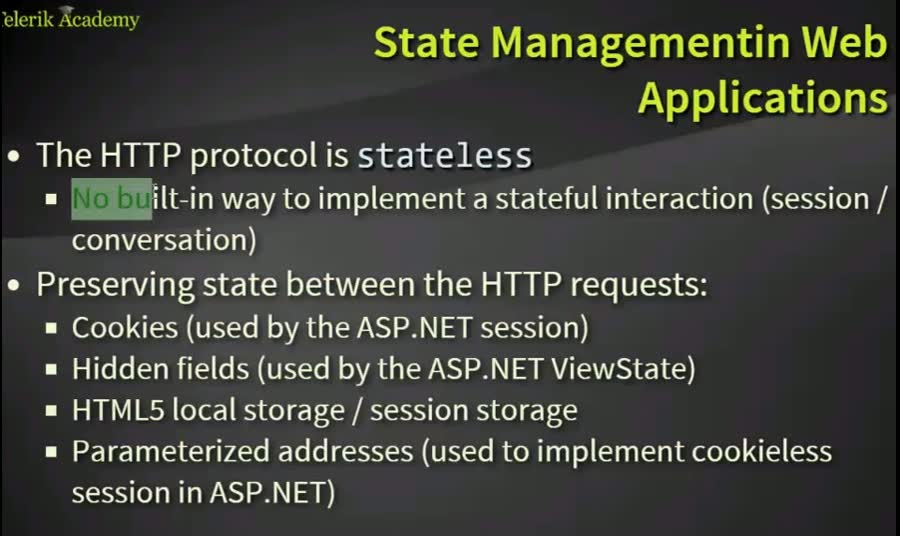 Telerik Academy
State Managementin Web
Applications
• The HTTP protocol is stateless
▪ No built-in way to implement a stateful interaction (session /
conversation)
• Preserving state between the HTTP requests:
▪ Cookies (used by the ASP.NET session)
▪ Hidden fields (used by the ASP.NET ViewState)
▪ HTML5 local storage / session storage
▪ Parameterized addresses (used to implement cookieless
session in ASP.NET)